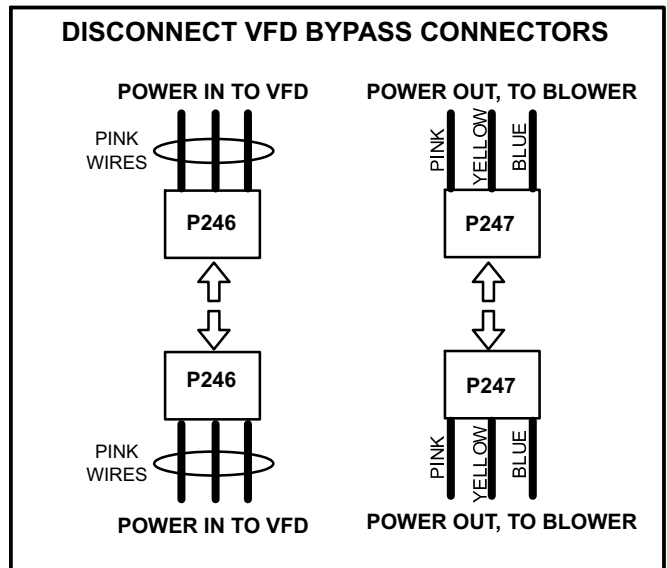 DISCONNECT VFD BYPASS CONNECTORS
POWER IN TO VFD
PINK
WIRES
P246
P246
PINK
WIRES
POWER IN TO VFD
POWER OUT, TO BLOWER
PINK
YELLOW
BLUE
P247
P247
PINK
YELLOW
BLUE
POWER OUT, TO BLOWER